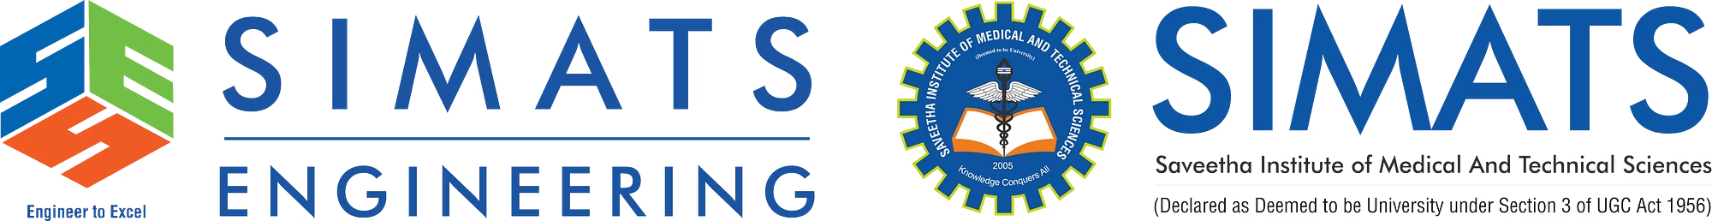 SES
Engineer to Excel
SIMATS
ENGINEERING
SAVEETHA INSTITUTE OF MEDICAL AND TECHNICAL SCIENCES
(Deemed to be University)
2005
Knowledge Conquers All
SIMATS
Saveetha Institute of Medical And Technical Sciences
(Declared as Deemed to be University under Section 3 of UGC Act 1956)